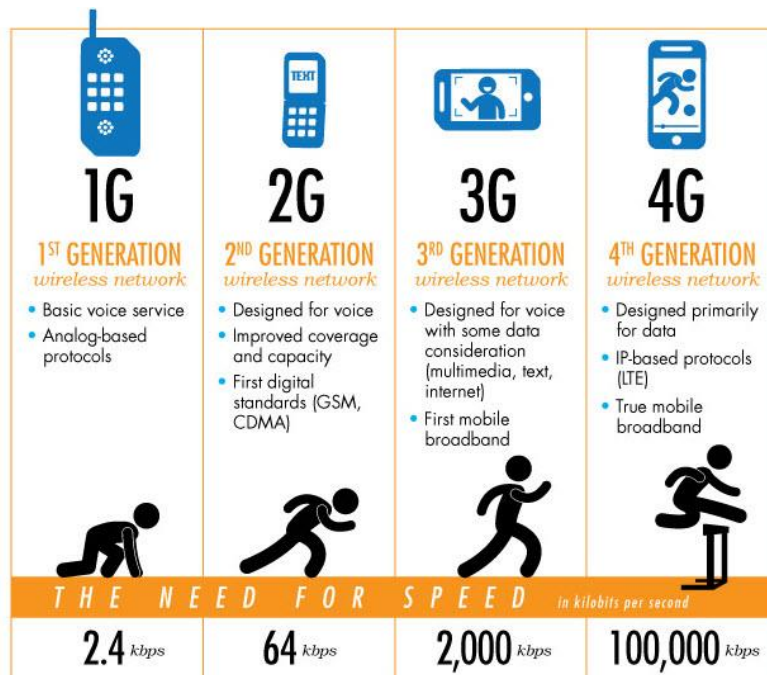 TEXT
1G
1ST GENERATION
wireless network
• Basic voice service
• Analog-based
protocols
2G
2ND GENERATION
wireless network
• Designed for voice
• Improved coverage
and capacity
• First digital
standards (GSM,
CDMA)
3G
3RD GENERATION
wireless network
• Designed for voice
with some data
consideration
(multimedia, text,
internet)
• First mobile
broadband
4G
4TH GENERATION
wireless network
• Designed primarily
for data
• IP-based protocols
(LTE)
• True mobile
broadband
THE NEED FOR SPEED in kilobits per second
2.4 kbps
64 kbps
2,000 kbps
100,000 kbps